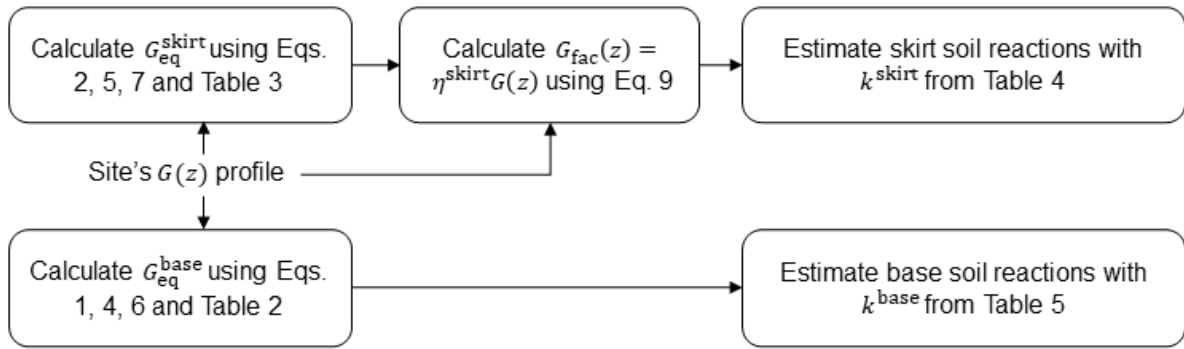 Calculate G_eq^skirt using Eqs.
2, 5, 7 and Table 3
Calculate G_fac(z) =
η^skirt G(z) using Eq. 9
Estimate skirt soil reactions with
k^skirt from Table 4
Site's G(z) profile
Calculate G_eq^base using Eqs.
1, 4, 6 and Table 2
Estimate base soil reactions with
k^base from Table 5